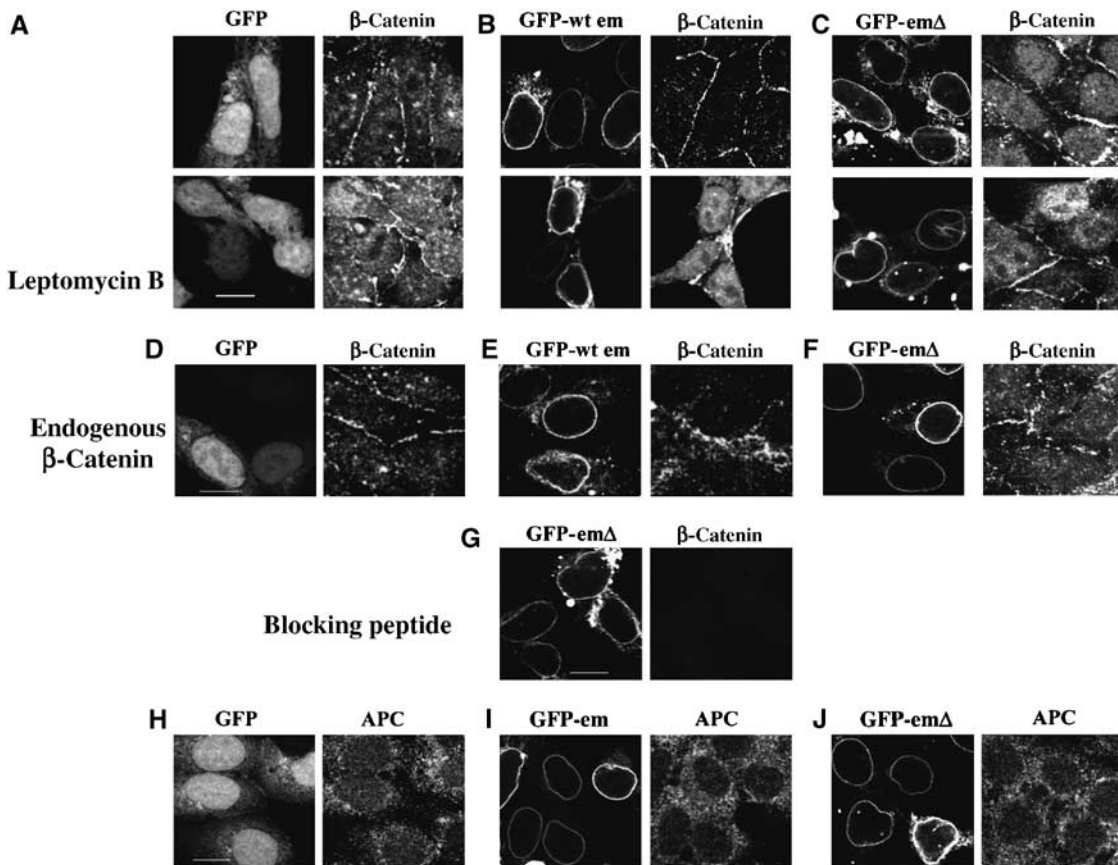 A GFP β-Catenin B GFP-wt em β-Catenin C GFP-emΔ β-Catenin
Leptomycin B
D GFP β-Catenin E GFP-wt em β-Catenin F GFP-emΔ β-Catenin
Endogenous
β-Catenin
G GFP-emΔ β-Catenin
Blocking peptide
H GFP APC I GFP-em APC J GFP-emΔ APC